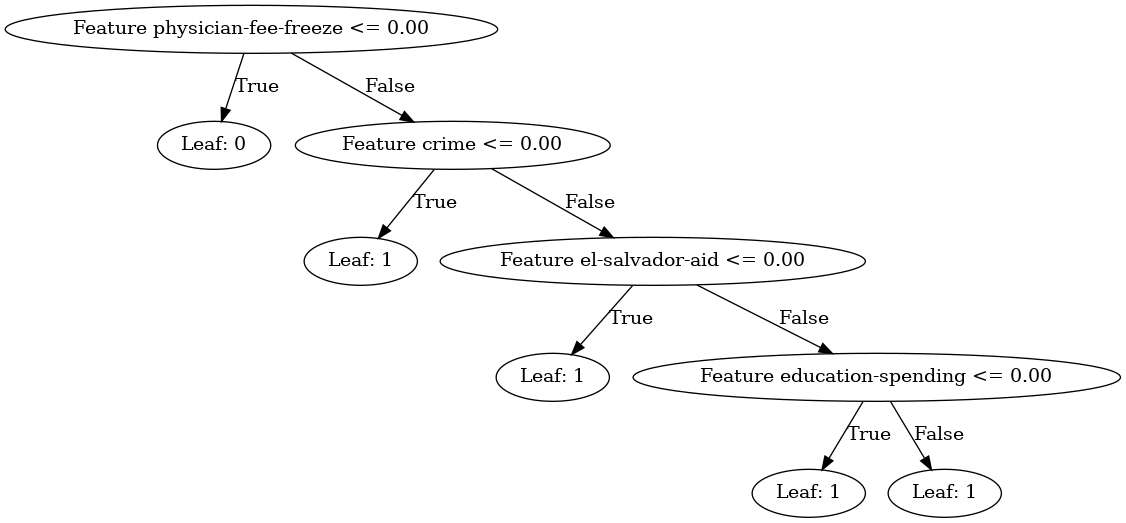 Feature physician-fee-freeze <= 0.00
True
False
Leaf: 0
Feature crime <= 0.00
True
False
Leaf: 1
Feature el-salvador-aid <= 0.00
True
False
Leaf: 1
Feature education-spending <= 0.00
True
False
Leaf: 1
Leaf: 1